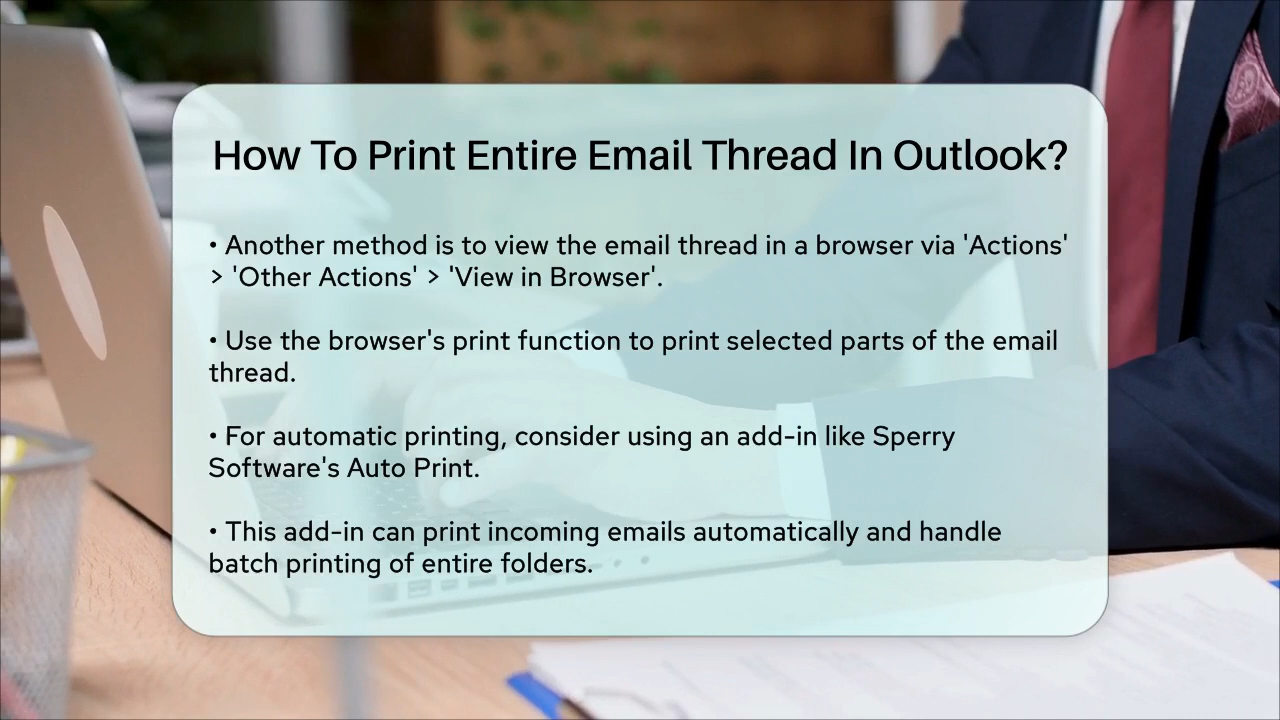 How To Print Entire Email Thread In Outlook?
• Another method is to view the email thread in a browser via 'Actions'
> 'Other Actions' > 'View in Browser'.
• Use the browser's print function to print selected parts of the email
thread.
• For automatic printing, consider using an add-in like Sperry
Software's Auto Print.
• This add-in can print incoming emails automatically and handle
batch printing of entire folders.